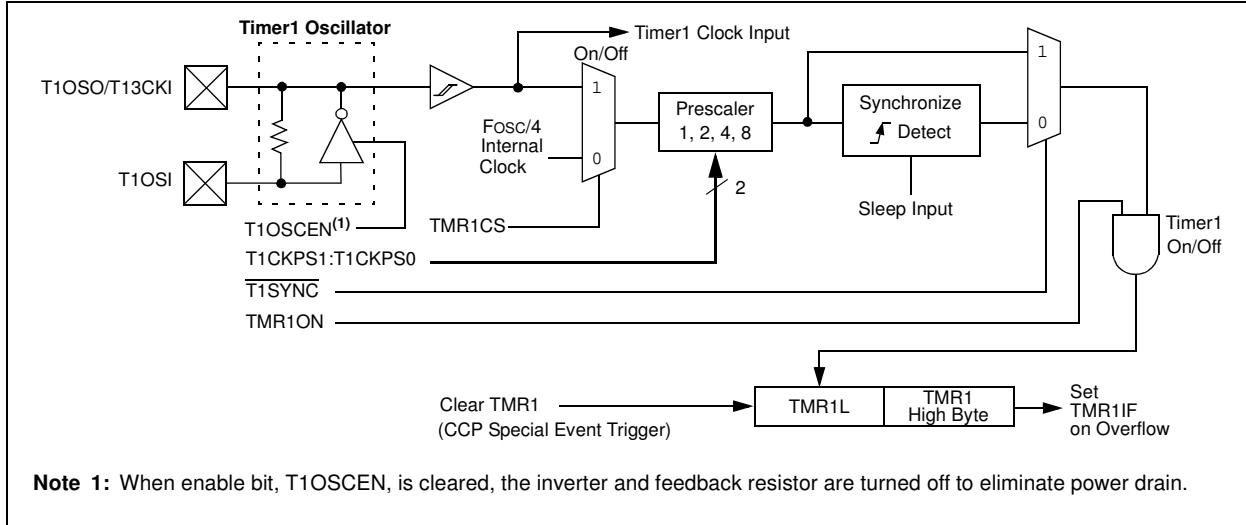 Timer1 Oscillator
Timer1 Clock Input
On/Off
T1OSO/T13CKI
1
FOSC/4
Internal
Clock
0
Prescaler
1, 2, 4, 8
Synchronize
Detect
1
0
2
T1OSI
Sleep Input
T1OSCEN(1)
TMR1CS
Timer1
On/Off
T1CKPS1:T1CKPS0
T1SYNC
TMR1ON
Clear TMR1
(CCP Special Event Trigger)
TMR1L
TMR1
High Byte
Set
TMR1IF
on Overflow
Note 1: When enable bit, T1OSCEN, is cleared, the inverter and feedback resistor are turned off to eliminate power drain.